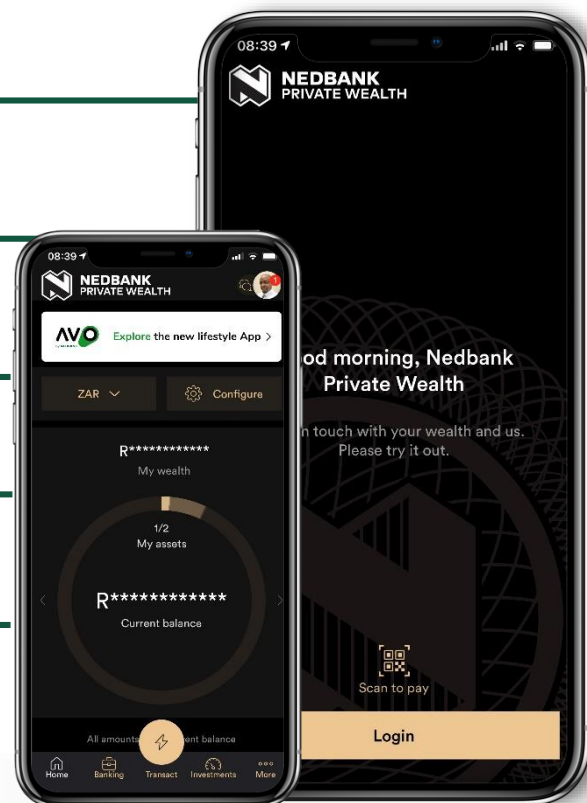 08:39
NEDBANK
PRIVATE WEALTH
od morning, Nedbank
Private Wealth
n touch with your wealth and us.
Please try it out.
Scan to pay
Login
08:39
NEDBANK
PRIVATE WEALTH
1
AVO
Explore the new lifestyle App >
ZAR
Configure
R************
My wealth
1/2
My assets
R************
Current balance
All amounts
ent balance
Home Banking Transact Investments More